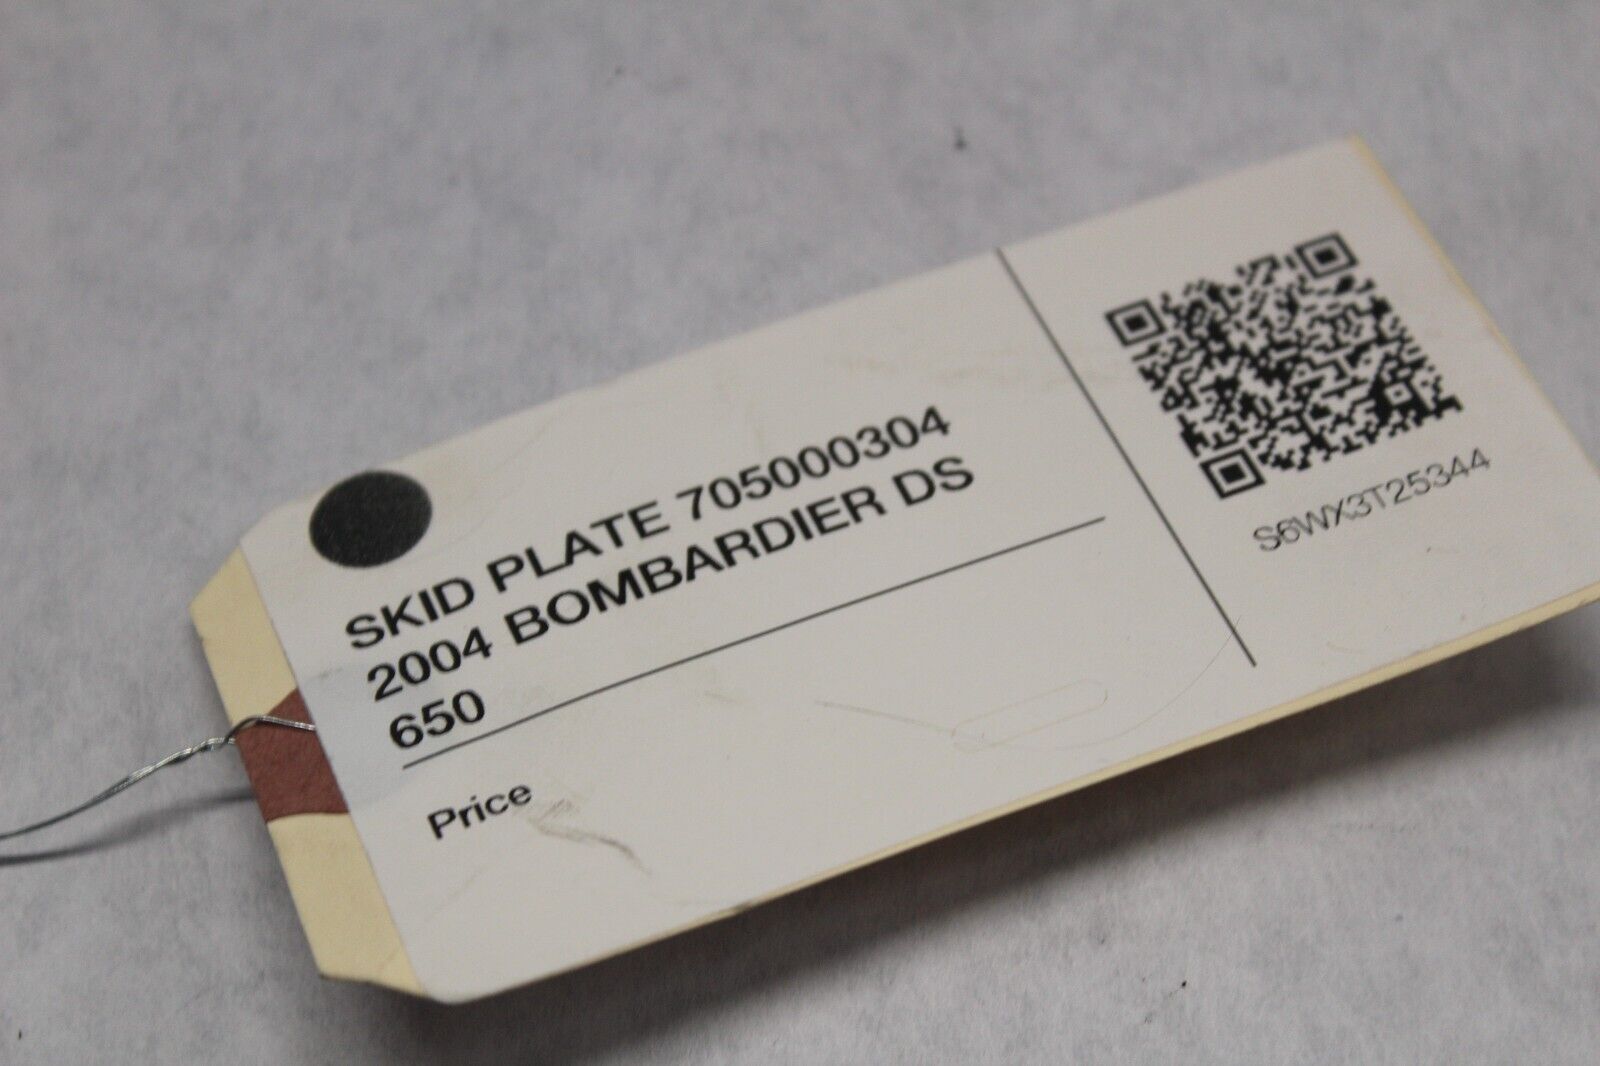 SKID PLATE 705000304
2004 BOMBARDIER DS
650
Price
S6WX3T25344